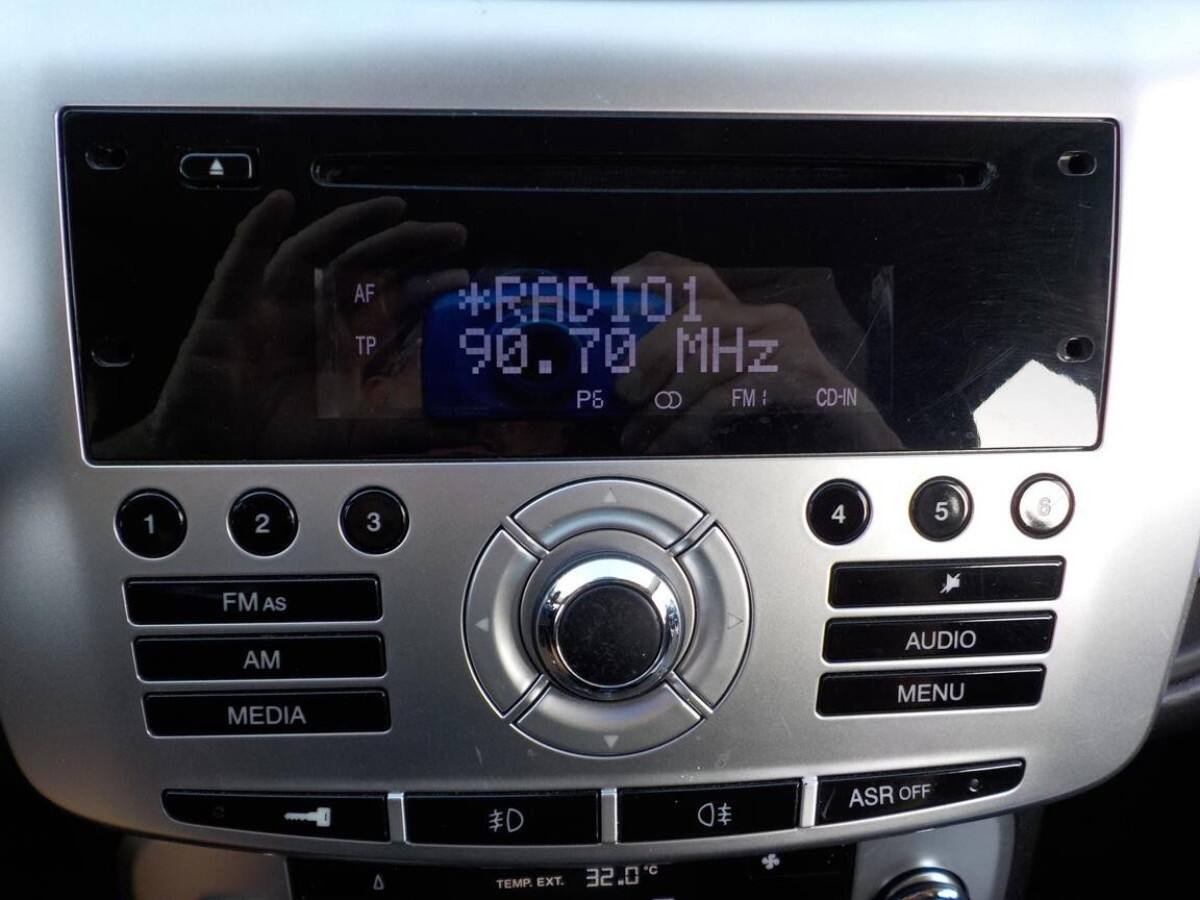 AF
*RADIO1
TP
90.70 MHz
P6
FM1
CD-IN
1
2
3
4
5
6
FM AS
AM
MEDIA
AUDIO
MENU
ASR OFF
TEMP. EXT. 32.0°C